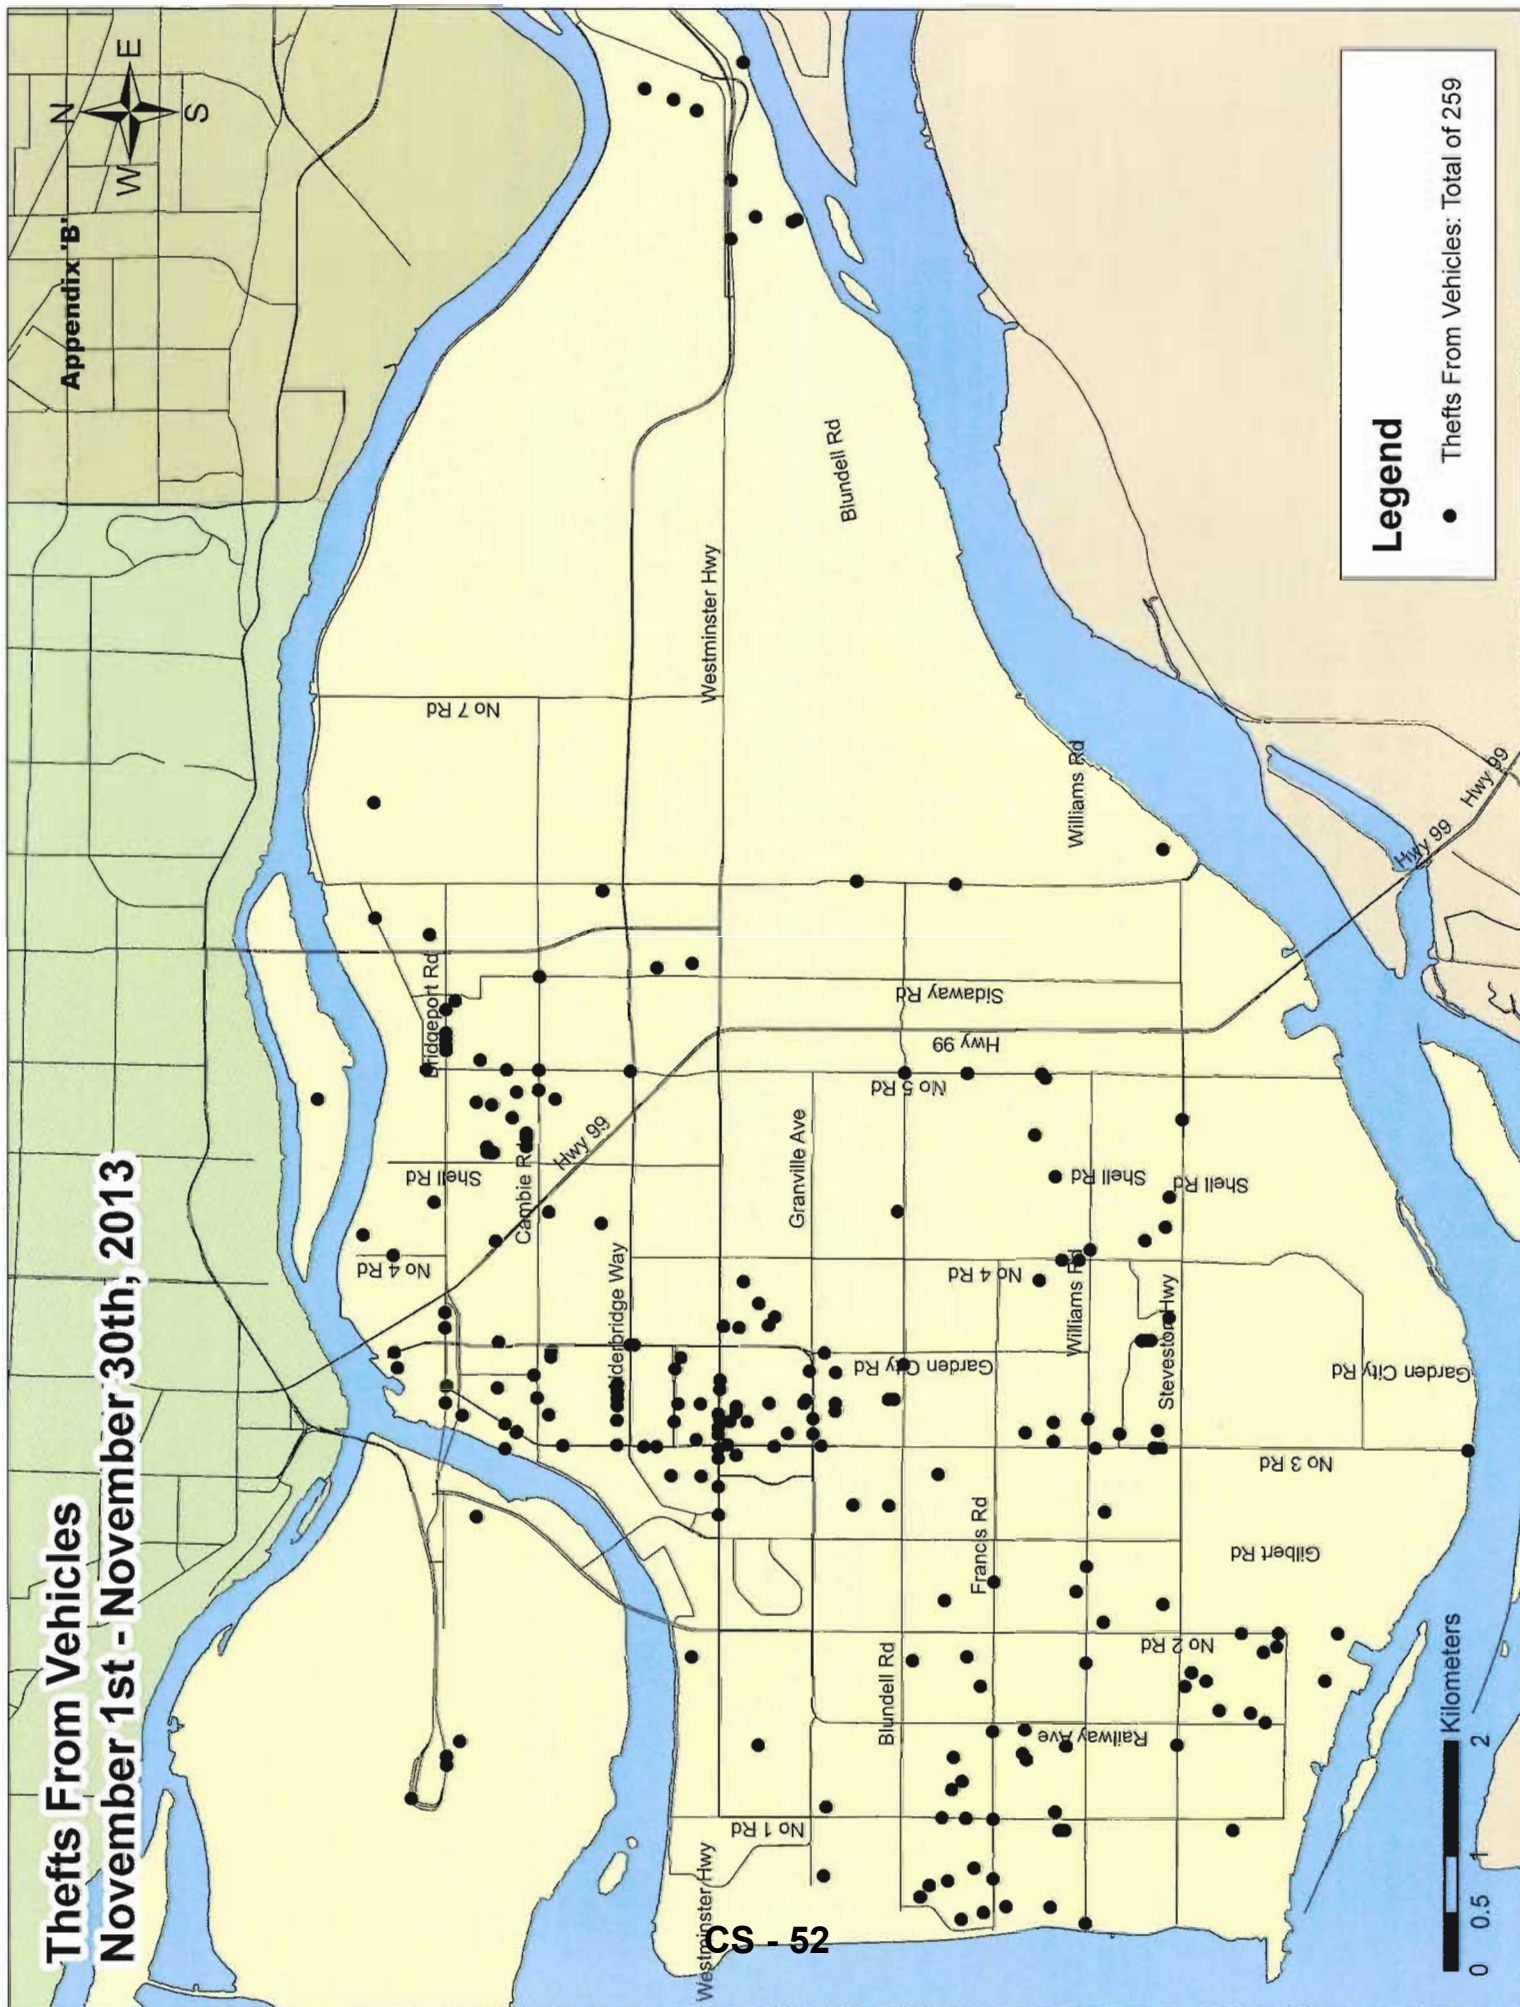 Thefts From Vehicles
November 1st - November 30th, 2013
Appendix 'B'
N
W
E
S
No 7 Rd
Westminster Hwy
Blundell Rd
Williams Rd
Bridgeport Rd
Sidaway Rd
Hwy 99
No 5 Rd
Hwy 99
Hwy 99
Hwy 99
Shell Rd
Cambie Rd
Granville Ave
Shell Rd
Shell Rd
No 4 Rd
No 4 Rd
Williams Rd
Steveston Hwy
Garden City Rd
Garden City Rd
Garden City Rd
No 3 Rd
Francis Rd
Gilbert Rd
Blundell Rd
No 2 Rd
Railway Ave
No 1 Rd
Westminster Hwy
Legend
Thefts From Vehicles: Total of 259
0 0.5 1 2
Kilometers
CS - 52